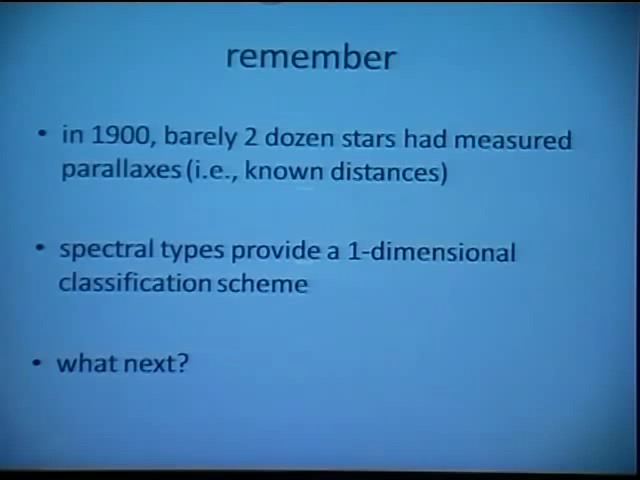 remember
• in 1900, barely 2 dozen stars had measured
parallaxes (i.e., known distances)
• spectral types provide a 1-dimensional
classification scheme
• what next?